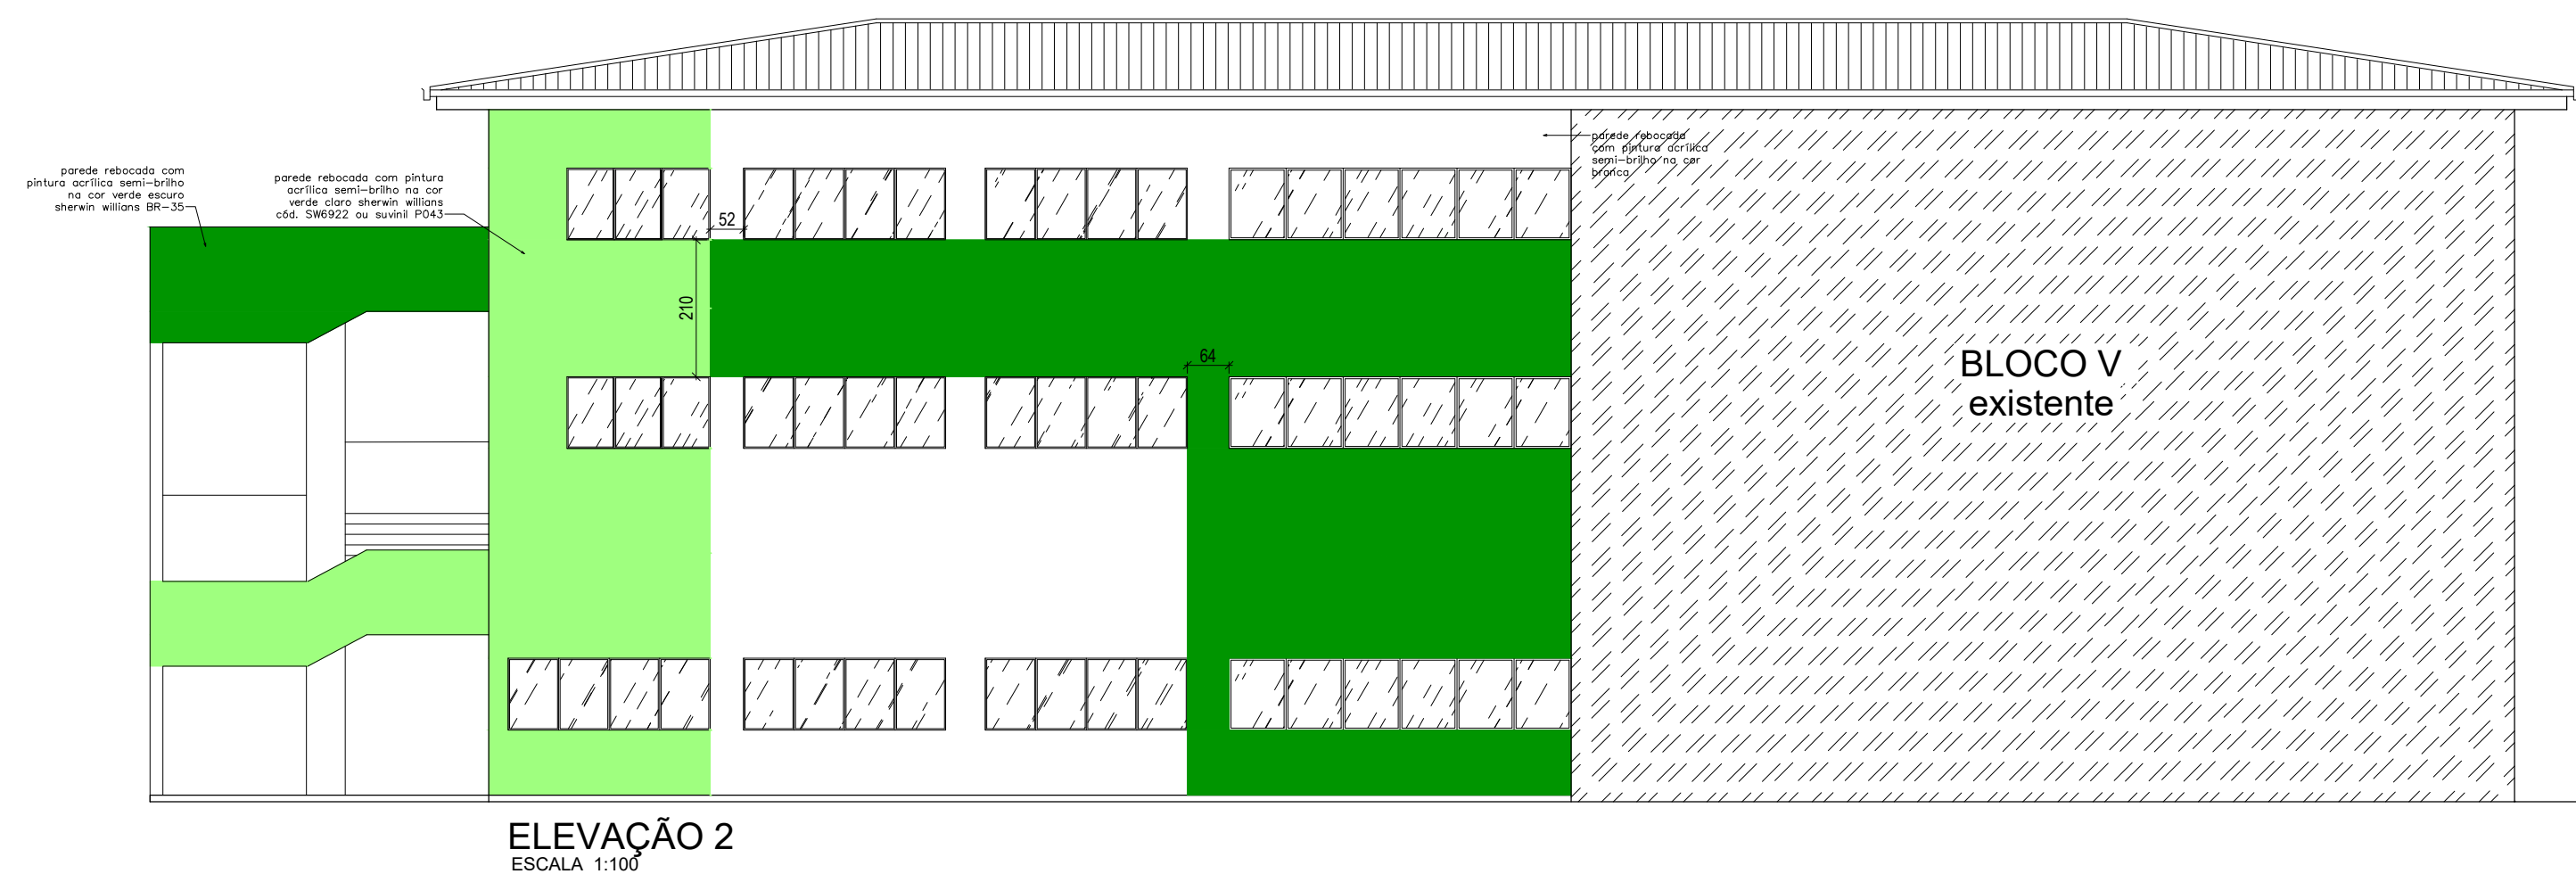 parede rebocada com
pintura acrílica semi-brilho
na cor verde escuro
sherwin willians BR-35
parede rebocada com pintura
acrílica semi-brilho na cor
verde claro sherwin willians
cód. SW6922 ou suvinil P043
parede rebocada
com pintura acrílica
semi-brilho na cor
branca
52
210
64
BLOCO V
existente
ELEVAÇÃO 2
ESCALA 1:100